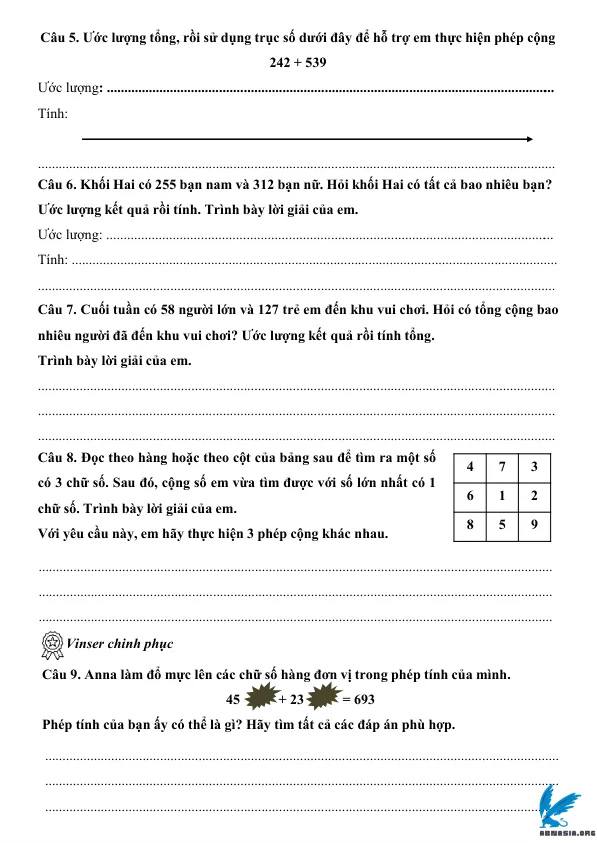 Câu 5. Ước lượng tổng, rồi sử dụng trục số dưới đây để hỗ trợ em thực hiện phép cộng
242 + 539
Ước lượng: ..........................................................................................................................
Tính:
..........................................................................................................................
Câu 6. Khối Hai có 255 bạn nam và 312 bạn nữ. Hỏi khối Hai có tất cả bao nhiêu bạn?
Ước lượng kết quả rồi tính. Trình bày lời giải của em.
Ước lượng: ..........................................................................................................................
Tính: ..........................................................................................................................
..........................................................................................................................
Câu 7. Cuối tuần có 58 người lớn và 127 trẻ em đến khu vui chơi. Hỏi có tổng cộng bao
nhiêu người đã đến khu vui chơi? Ước lượng kết quả rồi tính tổng.
Trình bày lời giải của em.
..........................................................................................................................
..........................................................................................................................
..........................................................................................................................
Câu 8. Đọc theo hàng hoặc theo cột của bảng sau để tìm ra một số
có 3 chữ số. Sau đó, cộng số em vừa tìm được với số lớn nhất có 1
chữ số. Trình bày lời giải của em.
Với yêu cầu này, em hãy thực hiện 3 phép cộng khác nhau.
4 7 3
6 1 2
8 5 9
..........................................................................................................................
..........................................................................................................................
..........................................................................................................................
Vinser chinh phục
Câu 9. Anna làm đổ mực lên các chữ số hàng đơn vị trong phép tính của mình.
45 + 23 = 693
Phép tính của bạn ấy có thể là gì? Hãy tìm tất cả các đáp án phù hợp.
..........................................................................................................................
..........................................................................................................................
..........................................................................................................................
ABNASIA.ORG